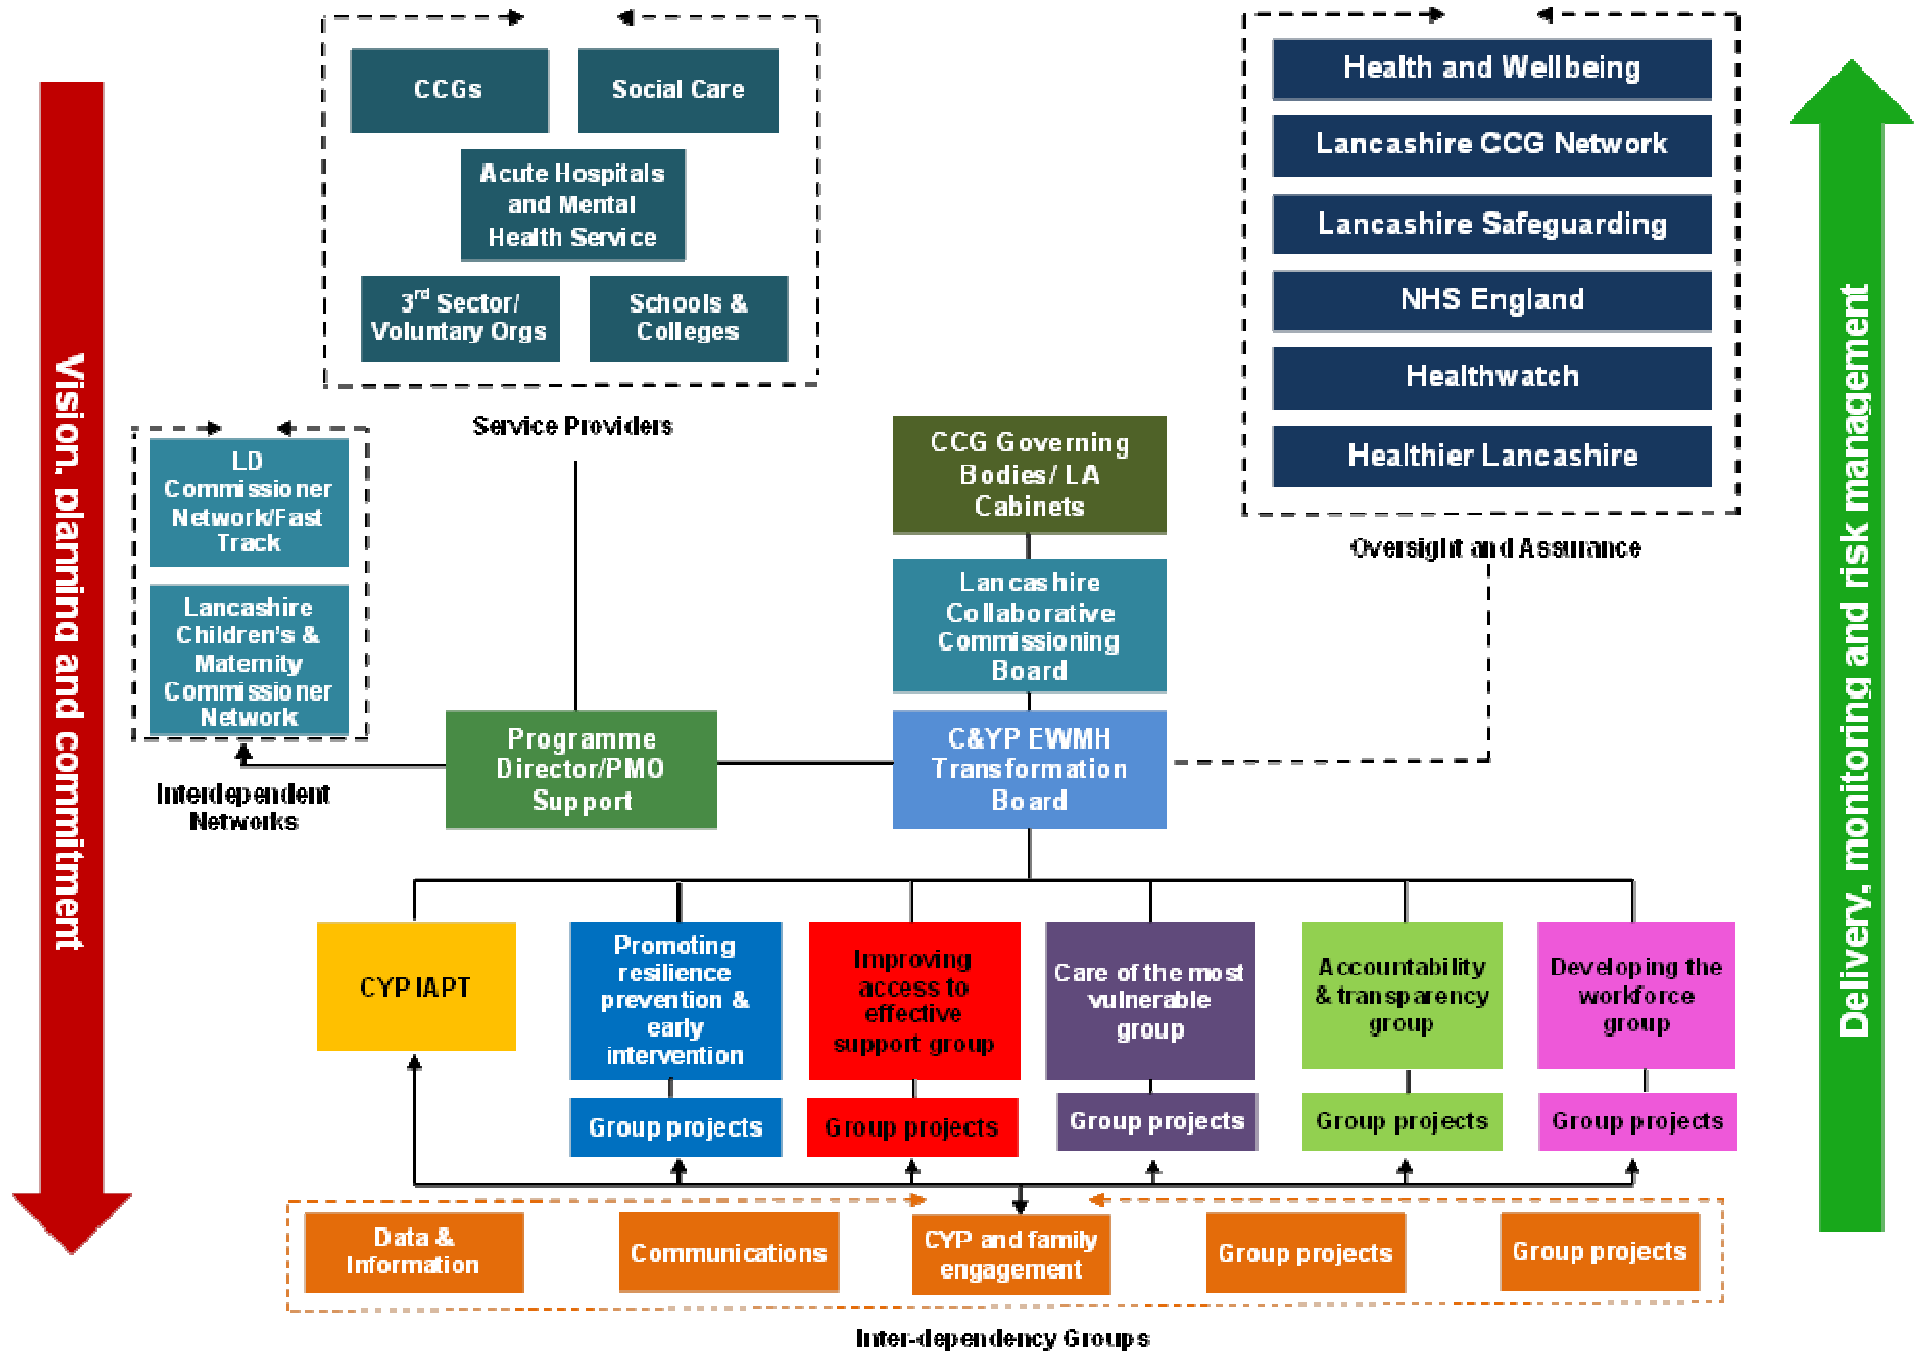 CCGs
Social Care
Acute Hospitals
and Mental
Health Service
3rd Sector/
Voluntary Orgs
Schools &
Colleges
Service Providers
Health and Wellbeing
Lancashire CCG Network
Lancashire Safeguarding
NHS England
Healthwatch
Healthier Lancashire
Oversight and Assurance
Vision, planning and commitment
Delivery, monitoring and risk management
LD
Commissioner
Network/Fast
Track
Lancashire
Children's &
Maternity
Commissioner
Network
Interdependent
Networks
CCG Governing
Bodies/ LA
Cabinets
Lancashire
Collaborative
Commissioning
Board
Programme
Director/PMO
Support
C&YP EWMH
Transformation
Board
CYP IAPT
Promoting
resilience
prevention &
early
intervention
Improving
access to
effective
support group
Care of the most
vulnerable
group
Accountability
& transparency
group
Developing the
workforce
group
Group projects
Group projects
Group projects
Group projects
Group projects
Data &
Information
Communications
CYP and family
engagement
Group projects
Group projects
Inter-dependency Groups